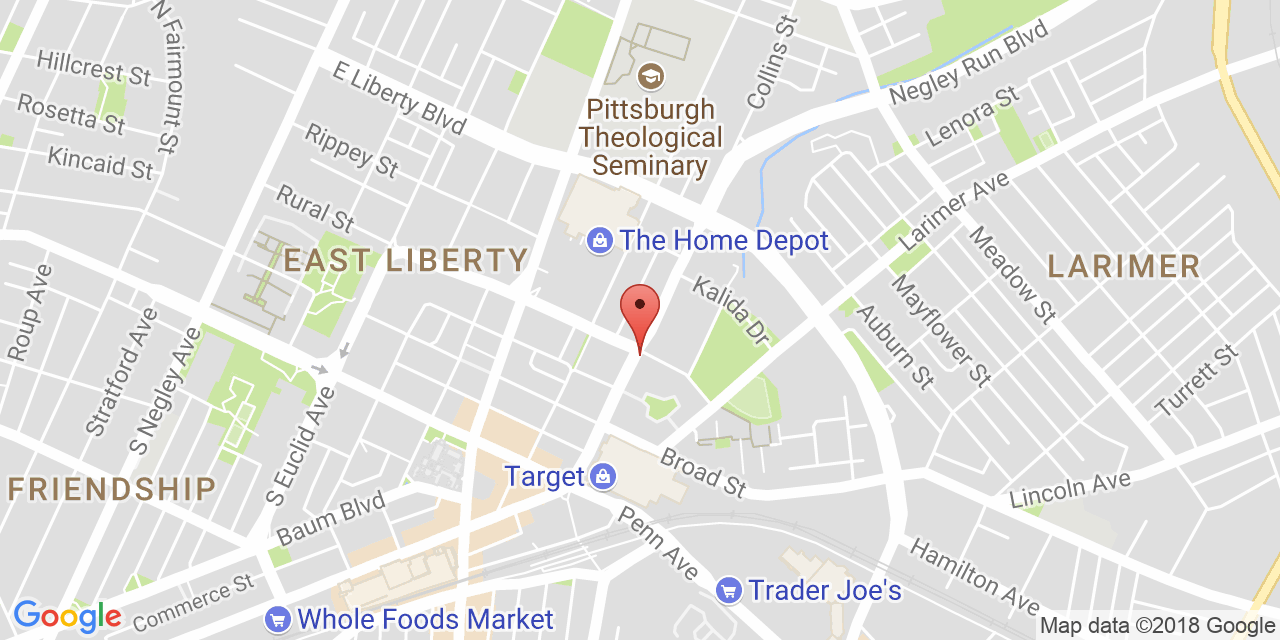 N Fairmount St
Hillcrest St
Rosetta St
Kincaid St
E Liberty Blvd
Rippey St
Rural St
Collins St
Pittsburgh
Theological
Seminary
Negley Run Blvd
Lenora St
Larimer Ave
The Home Depot
EAST LIBERTY
LARIMER
Meadow St
Kalida Dr
Mayflower St
Auburn St
Turrett St
Roup Ave
Stratford Ave
S Negley Ave
S Euclid Ave
FRIENDSHIP
Target
Broad St
Lincoln Ave
Baum Blvd
Penn Ave
Hamilton Ave
Commerce St
Trader Joe's
Whole Foods Market
Google
Map data ©2018 Google